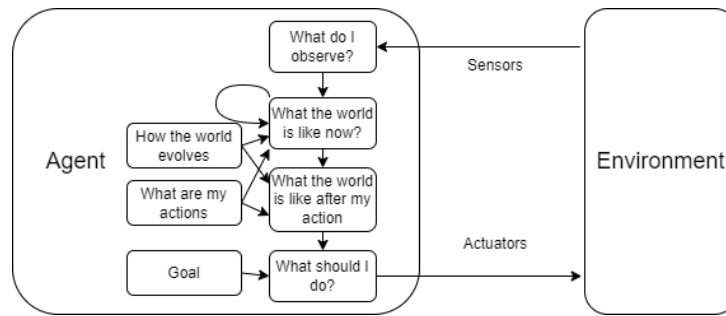 What do I
observe?
Sensors
What the world
is like now?
How the world
evolves
Agent
Environment
What the world
is like after my
action
What are my
actions
Actuators
Goal
What should I
do?